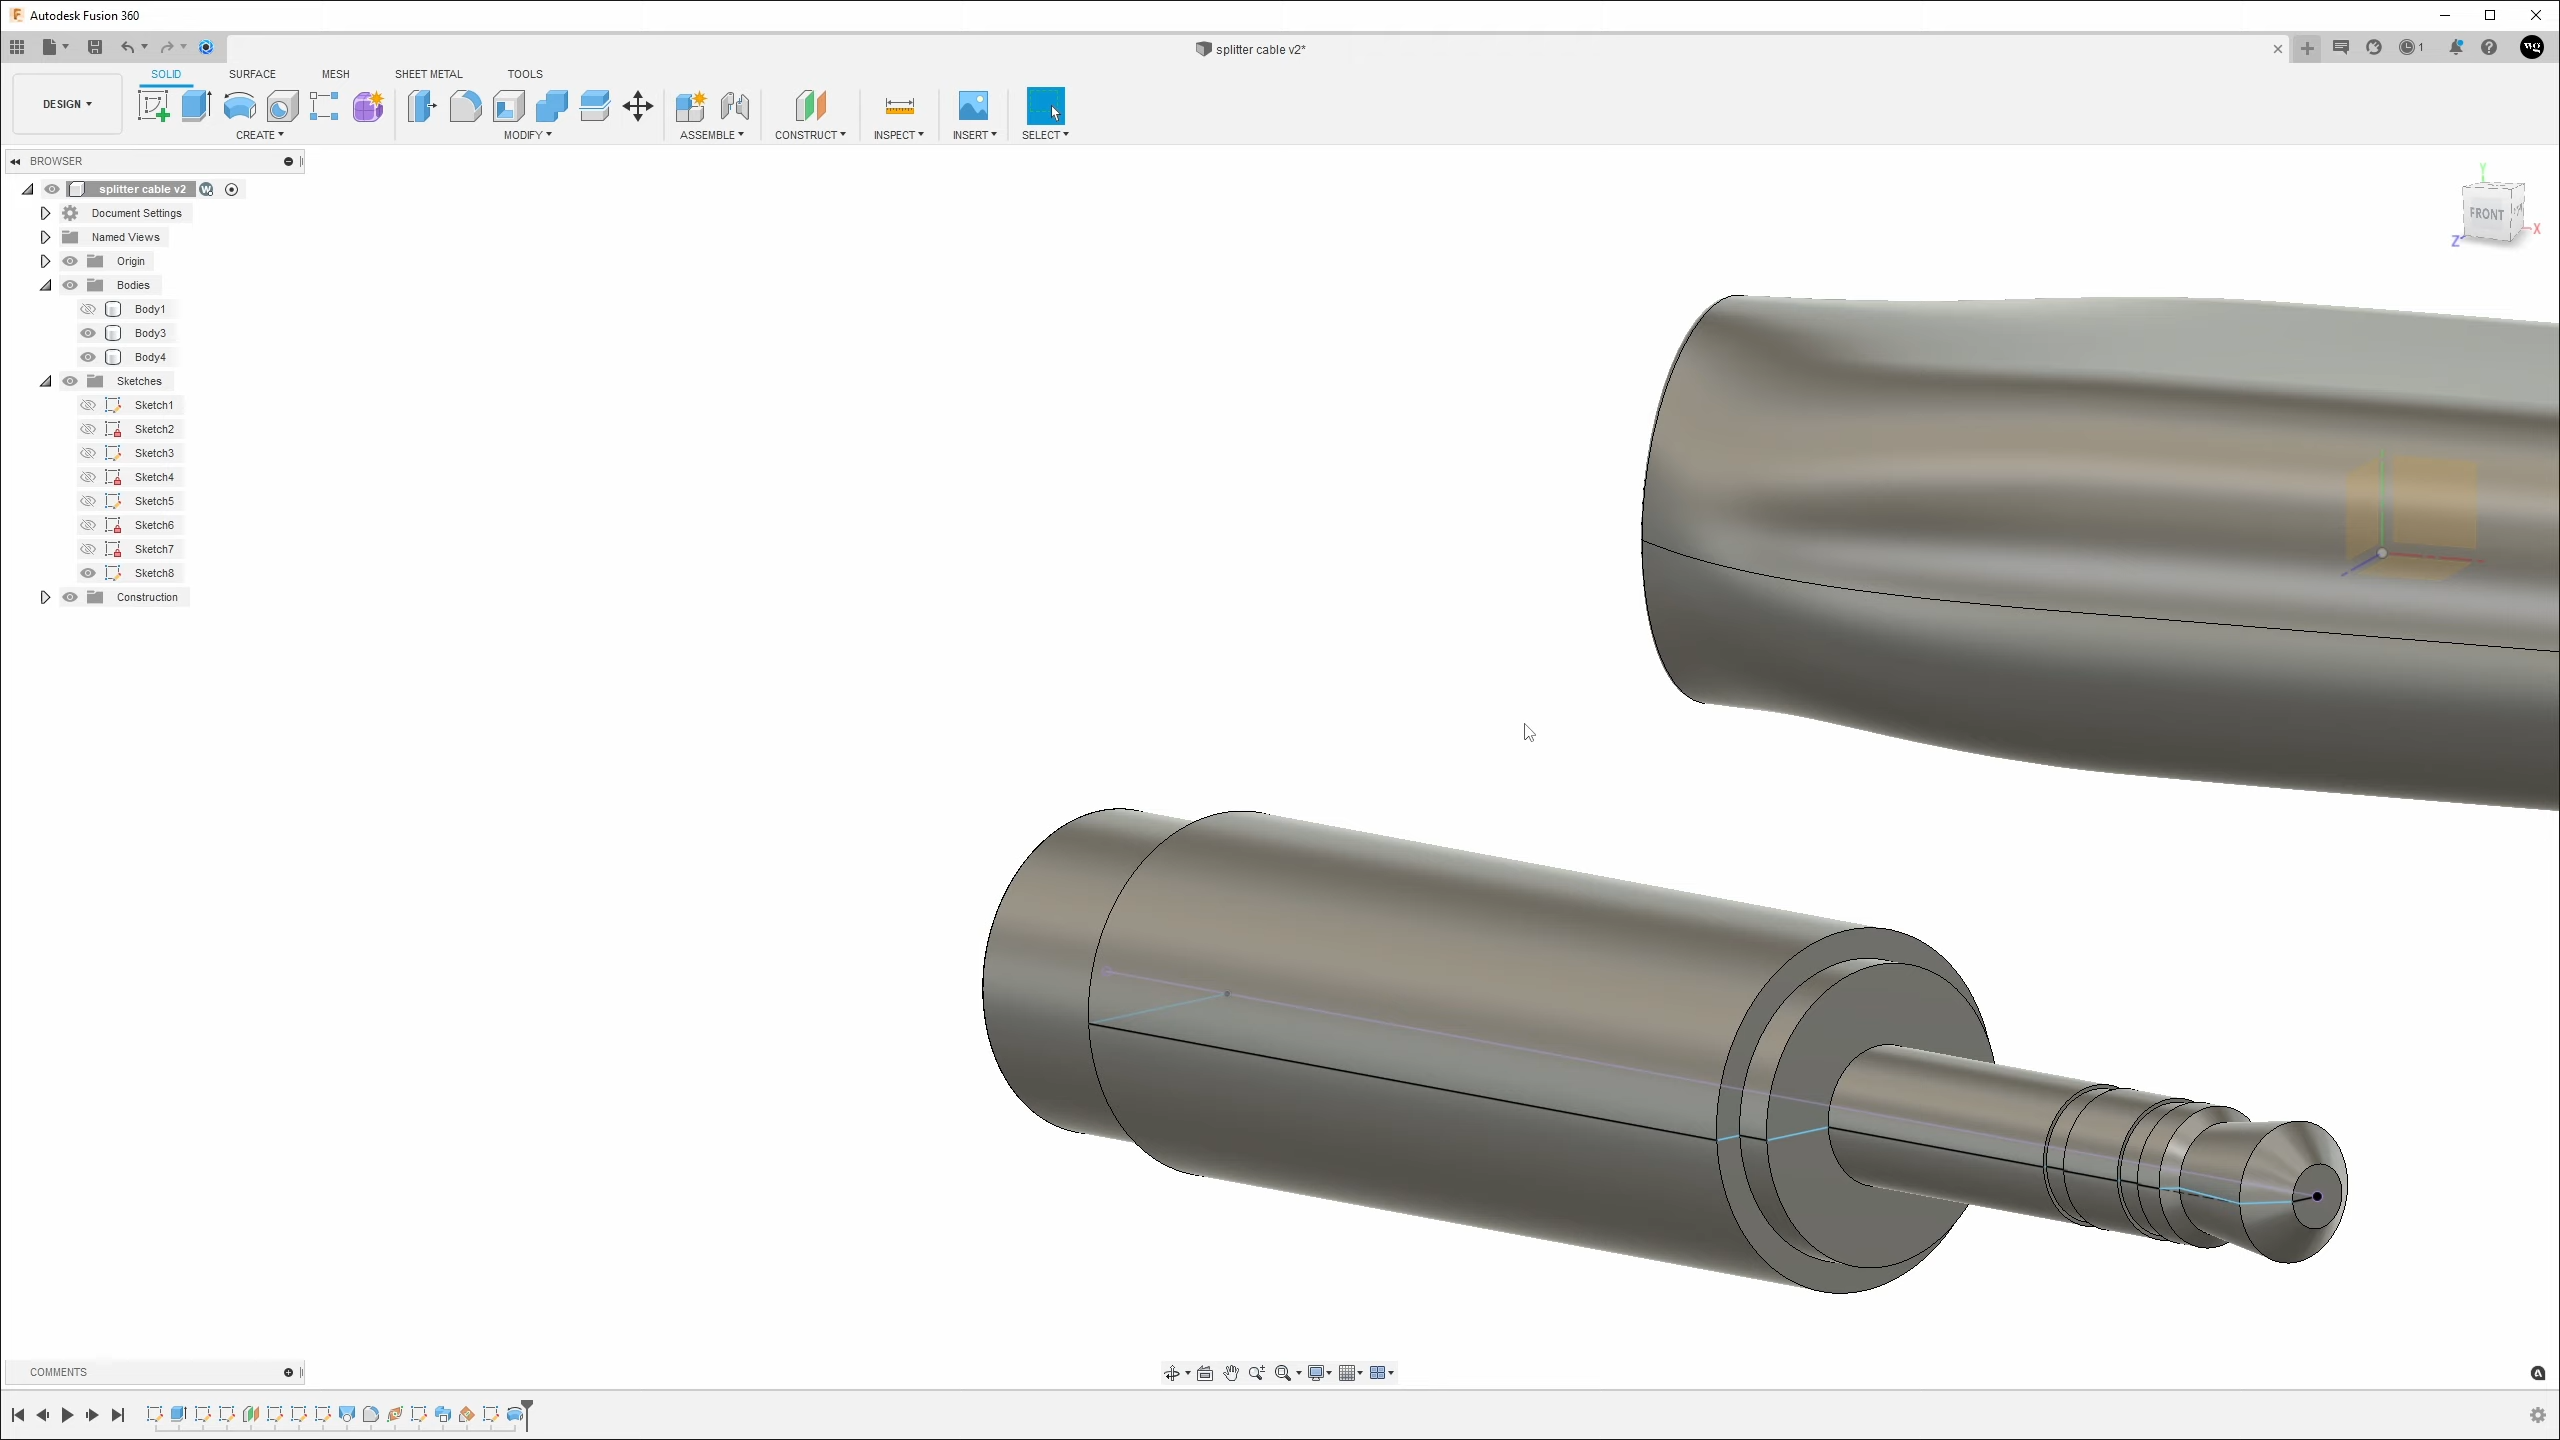 Autodesk Fusion 360
splitter cable v2*
1
DESIGN
SOLID SURFACE MESH SHEET METAL TOOLS
CREATE MODIFY ASSEMBLE CONSTRUCT INSPECT INSERT SELECT
BROWSER
splitter cable v2
Document Settings
Named Views
Origin
Bodies
Body1
Body3
Body4
Sketches
Sketch1
Sketch2
Sketch3
Sketch4
Sketch5
Sketch6
Sketch7
Sketch8
Construction
Y
FRONT
X
Z
COMMENTS